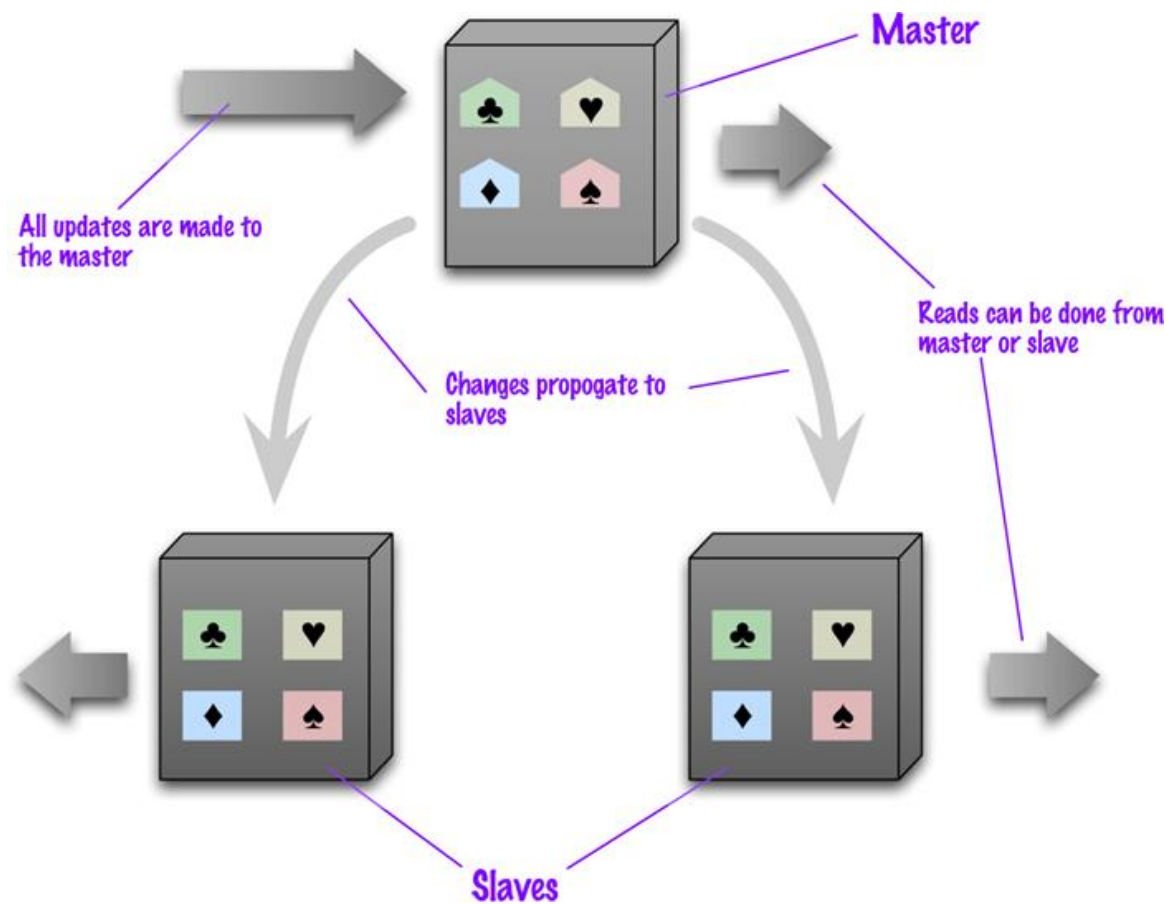 Master
All updates are made to
the master
Reads can be done from
master or slave
Changes propogate to
slaves
Slaves